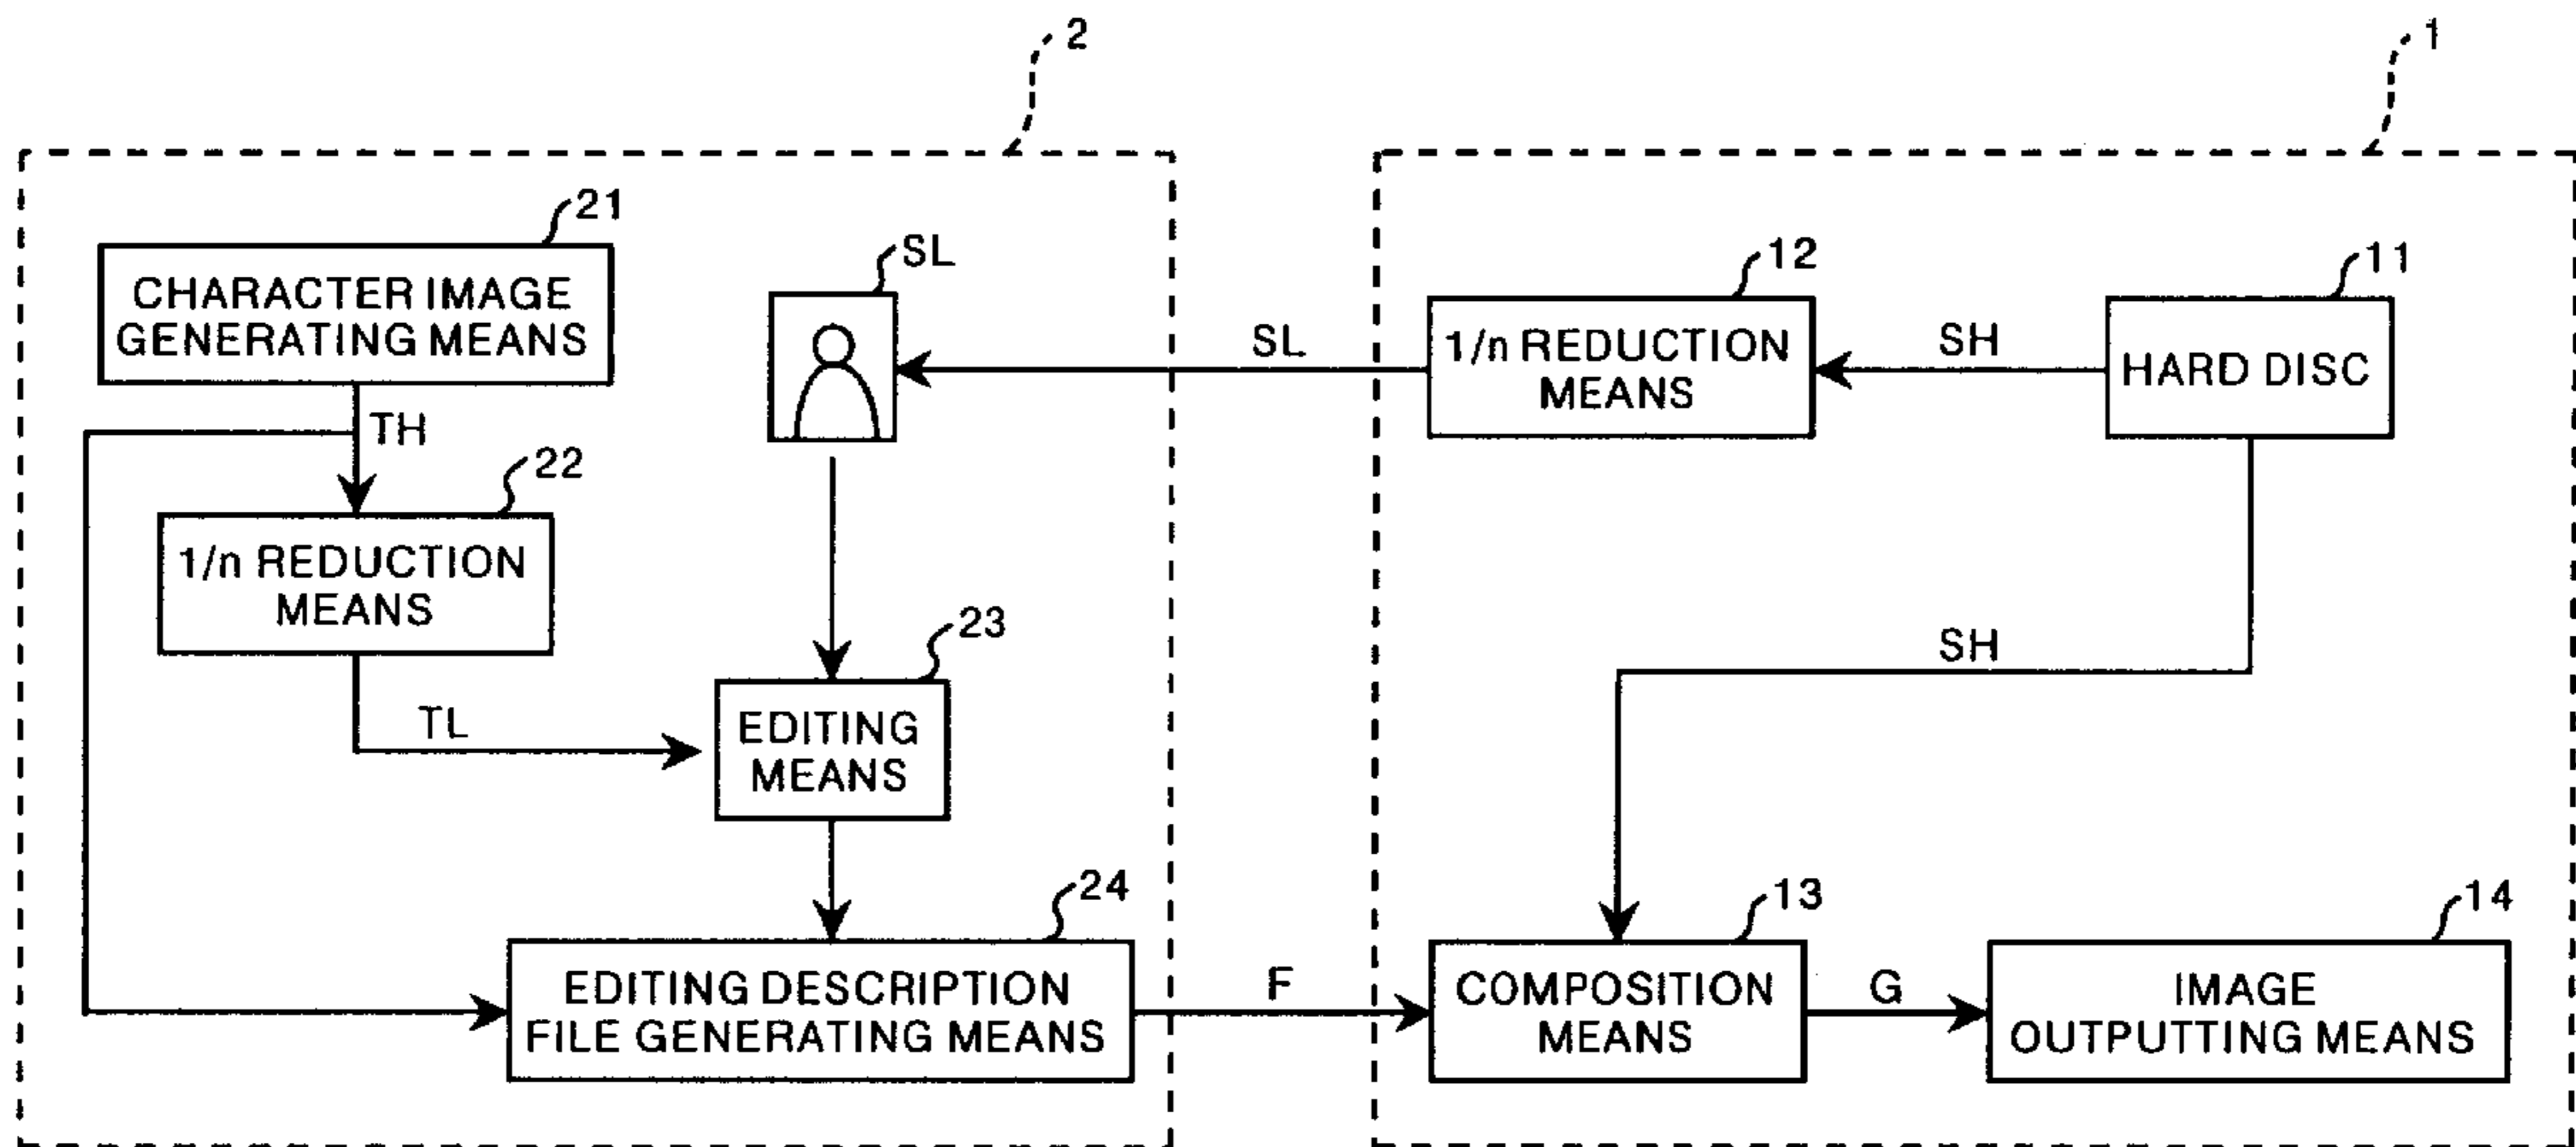 2
1
21
CHARACTER IMAGE
GENERATING MEANS
SL
SL
12
1/n REDUCTION
MEANS
SH
11
HARD DISC
TH
22
1/n REDUCTION
MEANS
TL
23
EDITING
MEANS
SH
24
EDITING DESCRIPTION
FILE GENERATING MEANS
F
13
COMPOSITION
MEANS
G
14
IMAGE
OUTPUTTING MEANS